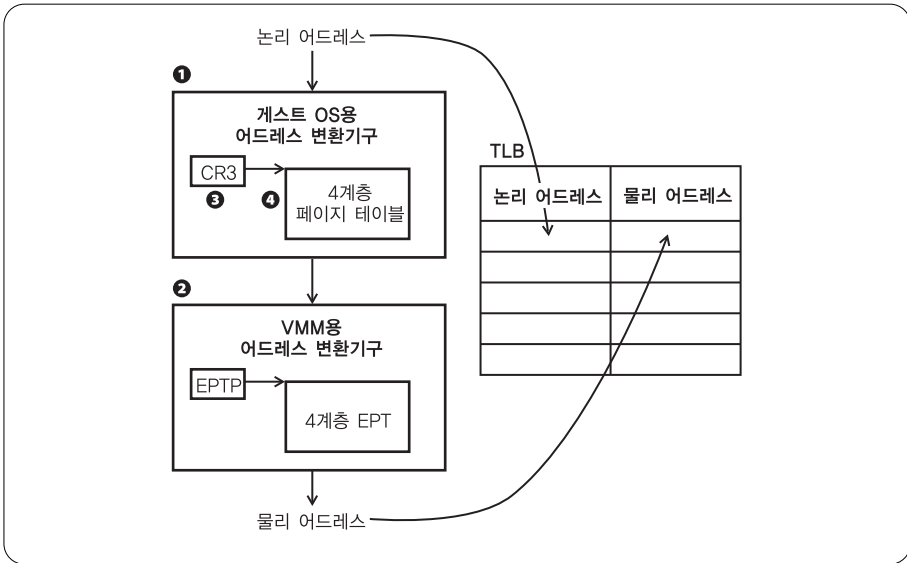 논리 어드레스
❶
게스트 OS용
어드레스 변환기구
CR3
❸
❹
4계층
페이지 테이블
❷
VMM용
어드레스 변환기구
EPTP
4계층 EPT
물리 어드레스
TLB
논리 어드레스
물리 어드레스